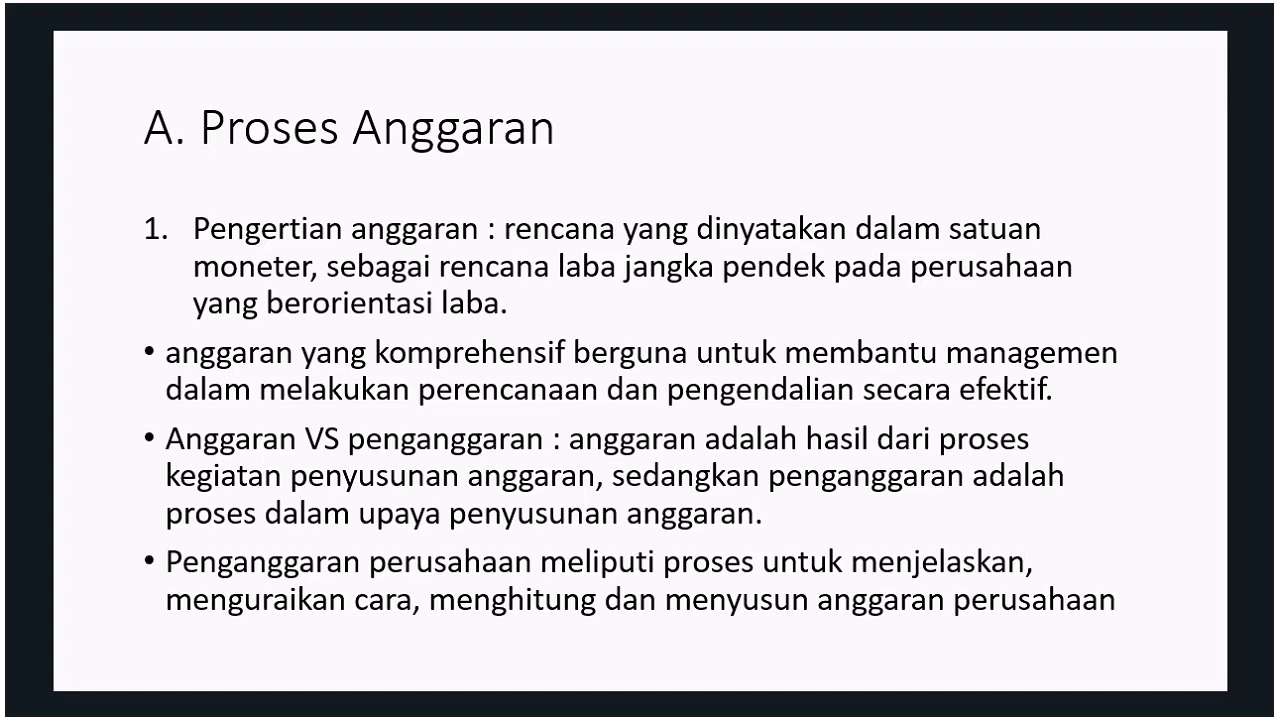 A. Proses Anggaran
1. Pengertian anggaran : rencana yang dinyatakan dalam satuan
moneter, sebagai rencana laba jangka pendek pada perusahaan
yang berorientasi laba.
• anggaran yang komprehensif berguna untuk membantu managemen
dalam melakukan perencanaan dan pengendalian secara efektif.
• Anggaran VS penganggaran : anggaran adalah hasil dari proses
kegiatan penyusunan anggaran, sedangkan penganggaran adalah
proses dalam upaya penyusunan anggaran.
• Penganggaran perusahaan meliputi proses untuk menjelaskan,
menguraikan cara, menghitung dan menyusun anggaran perusahaan